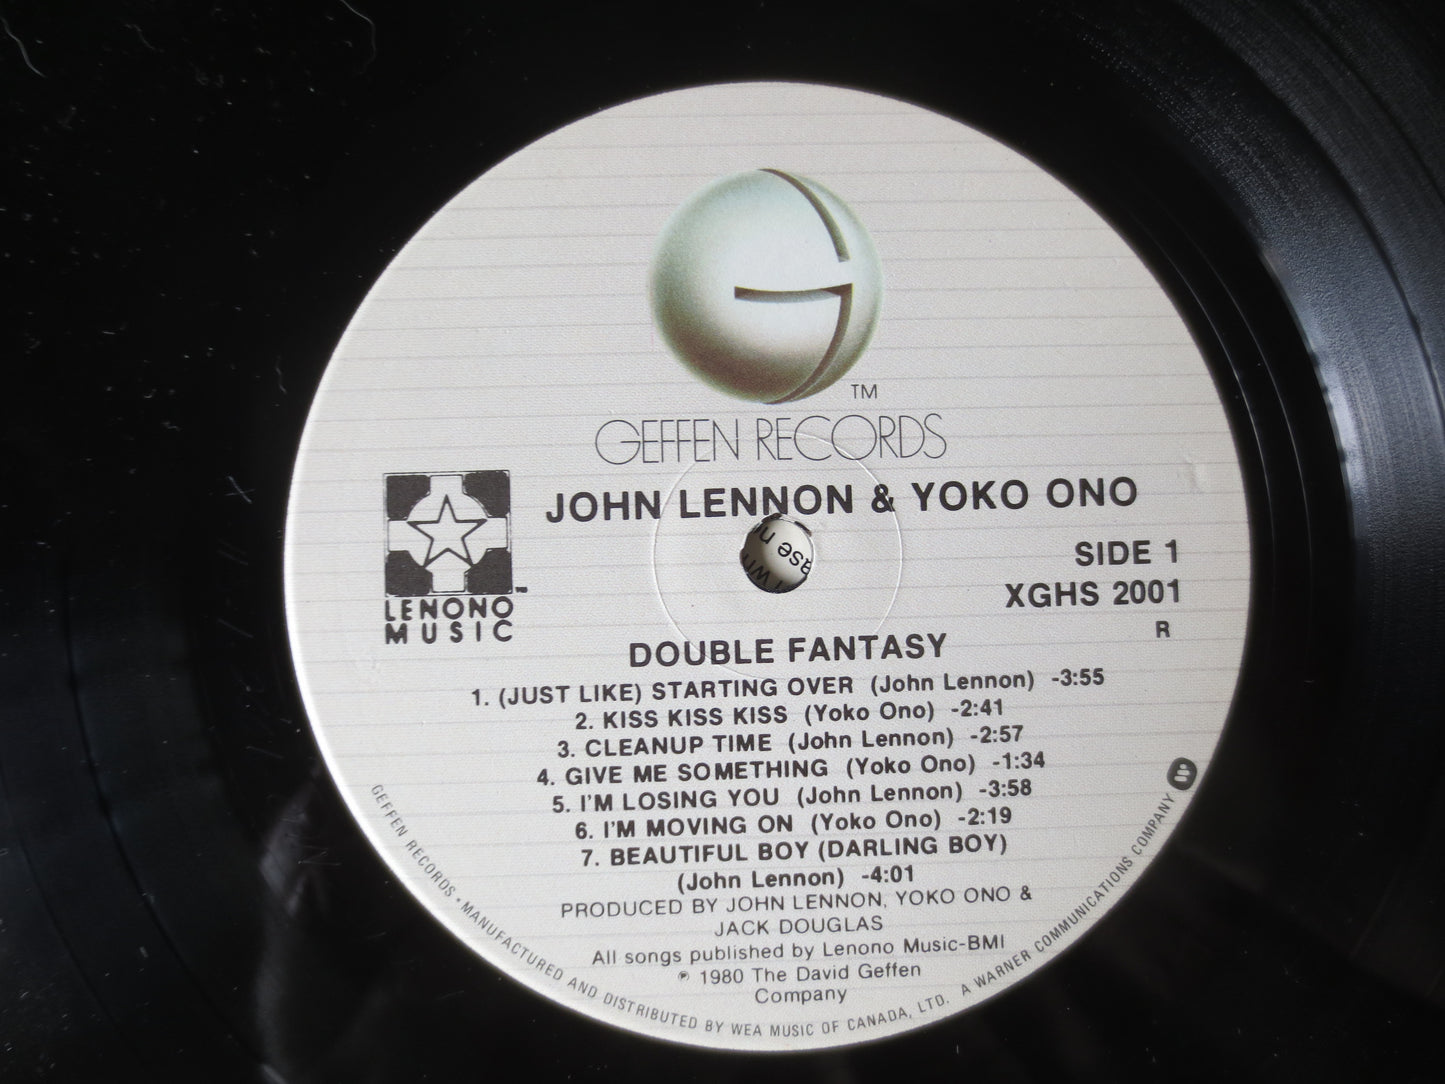 TM
GEFFEN RECORDS
JOHN LENNON & YOKO ONO
LENONO
MUSIC
SIDE 1
XGHS 2001
R
DOUBLE FANTASY
1. (JUST LIKE) STARTING OVER (John Lennon) -3:55
2. KISS KISS KISS (Yoko Ono) -2:41
3. CLEANUP TIME (John Lennon) -2:57
4. GIVE ME SOMETHING (Yoko Ono) -1:34
5. I'M LOSING YOU (John Lennon) -3:58
6. I'M MOVING ON (Yoko Ono) -2:19
7. BEAUTIFUL BOY (DARLING BOY)
(John Lennon) -4:01
PRODUCED BY JOHN LENNON, YOKO ONO &
JACK DOUGLAS
All songs published by Lenono Music-BMI
℗ 1980 The David Geffen
Company
GEFFEN RECORDS • MANUFACTURED AND DISTRIBUTED BY WEA MUSIC OF CANADA, LTD. A WARNER COMMUNICATIONS COMPANY